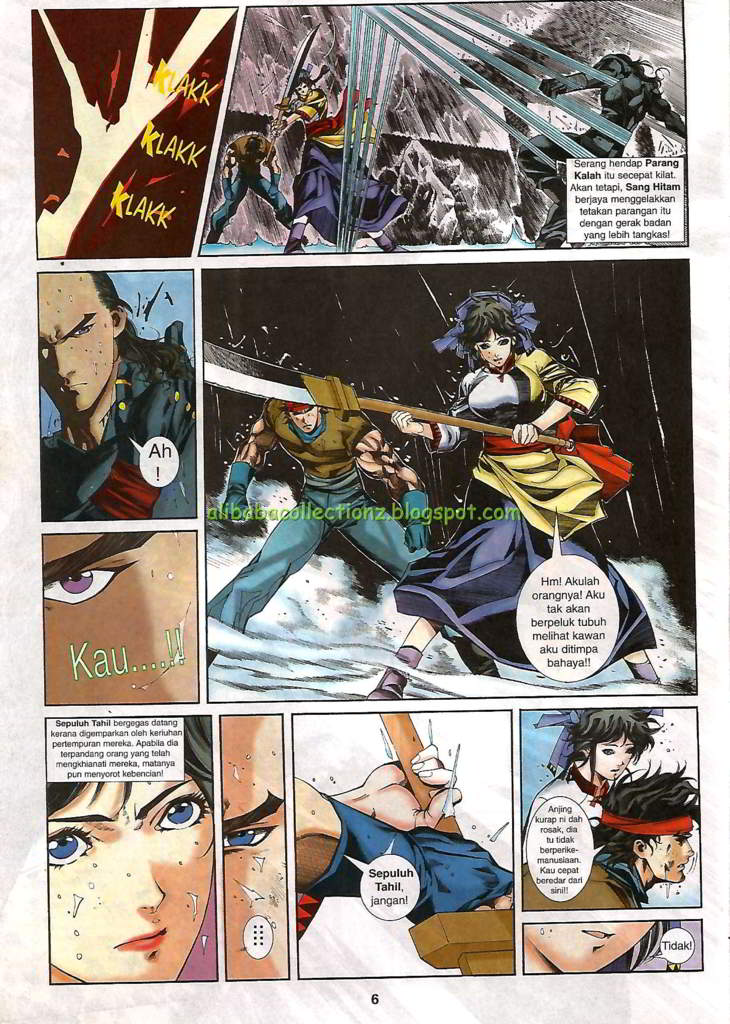 KLAKK
KLAKK
KLAKK
Serang hendap Parang
Kalah itu secepat kilat.
Akan tetapi, Sang Hitam
berjaya menggelakkan
tetakan parangan itu
dengan gerak badan
yang lebih tangkas!
Ah
!
alibabacollectionz.blogspot.com
Hm! Akulah
orangnya! Aku
tak akan
berpeluk tubuh
melihat kawan
aku ditimpa
bahaya!!
Kau....!!
Sepuluh Tahil bergegas datang
kerana digemparkan oleh keriuhan
pertempuran mereka. Apabila dia
terpandang orang yang telah
mengkhianati mereka, matanya
pun menyorot kebencian!
Sepuluh
Tahil,
jangan!
Anjing
kurap ni dah
rosak, dia
tu tidak
berperike-
manusiaan.
Kau cepat
beredar dari
sini!!
Tidak!
6